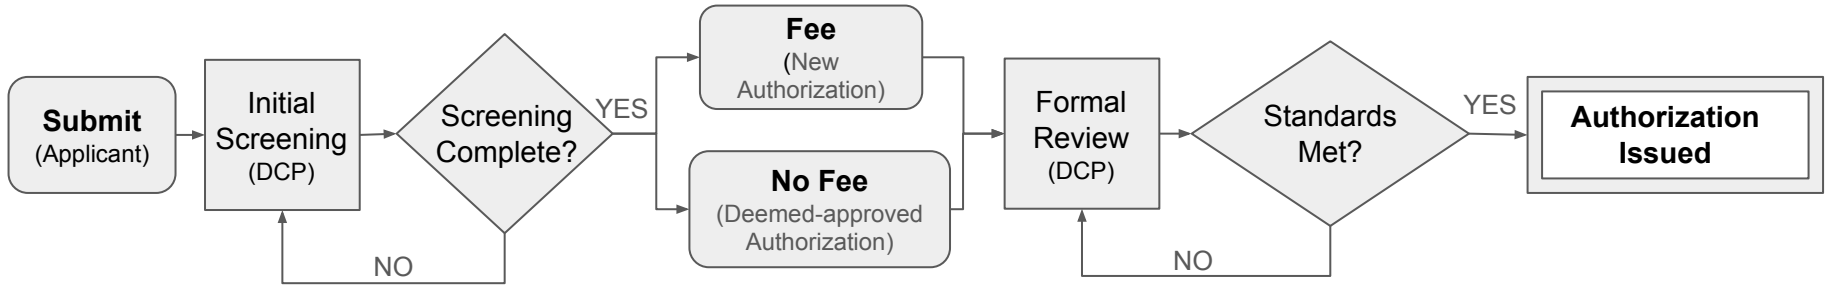 Submit
(Applicant)
Initial
Screening
(DCP)
Screening
Complete?
YES
NO
Fee
(New
Authorization)
No Fee
(Deemed-approved
Authorization)
Formal
Review
(DCP)
Standards
Met?
YES
NO
Authorization
Issued